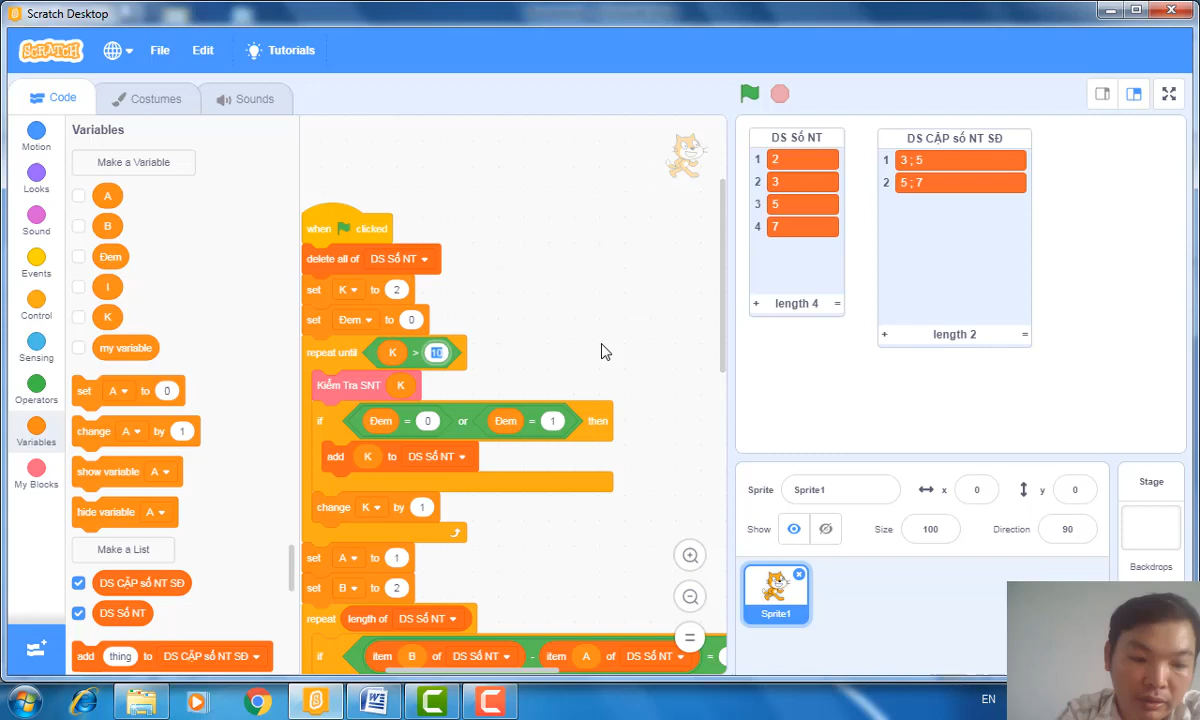 Scratch Desktop
SCRATCH File Edit Tutorials
Code Costumes Sounds
Motion
Looks
Sound
Events
Control
Sensing
Operators
Variables
My Blocks
Variables
Make a Variable
A
B
Đem
I
K
my variable
set A to 0
change A by 1
show variable A
hide variable A
Make a List
DS CẶP số NT SĐ
DS Số NT
add thing to DS CẶP số NT SĐ
when clicked
delete all of DS Số NT
set K to 2
set Đem to 0
repeat until K > 10
Kiểm Tra SNT K
if Đem = 0 or Đem = 1 then
add K to DS Số NT
change K by 1
set A to 1
set B to 2
repeat length of DS Số NT
if item B of DS Số NT - item A of DS Số NT =
DS Số NT
1 2
2 3
3 5
4 7
+ length 4 =
DS CẶP số NT SĐ
1 3 ; 5
2 5 ; 7
+ length 2 =
Sprite Sprite1 x 0 y 0
Show Size 100 Direction 90
Sprite1
Stage
Backdrops
EN